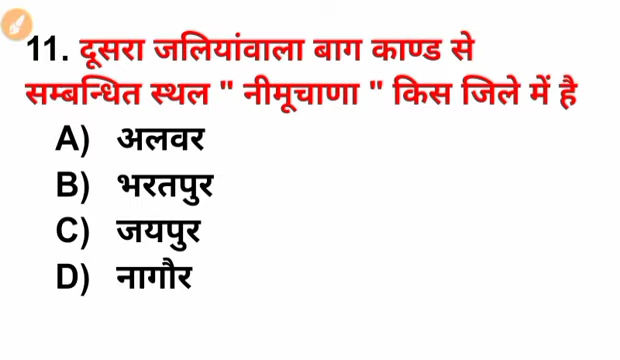 11. दूसरा जलियांवाला बाग काण्ड से
सम्बन्धित स्थल " नीमूचाणा " किस जिले में है
A) अलवर
B) भरतपुर
C) जयपुर
D) नागौर